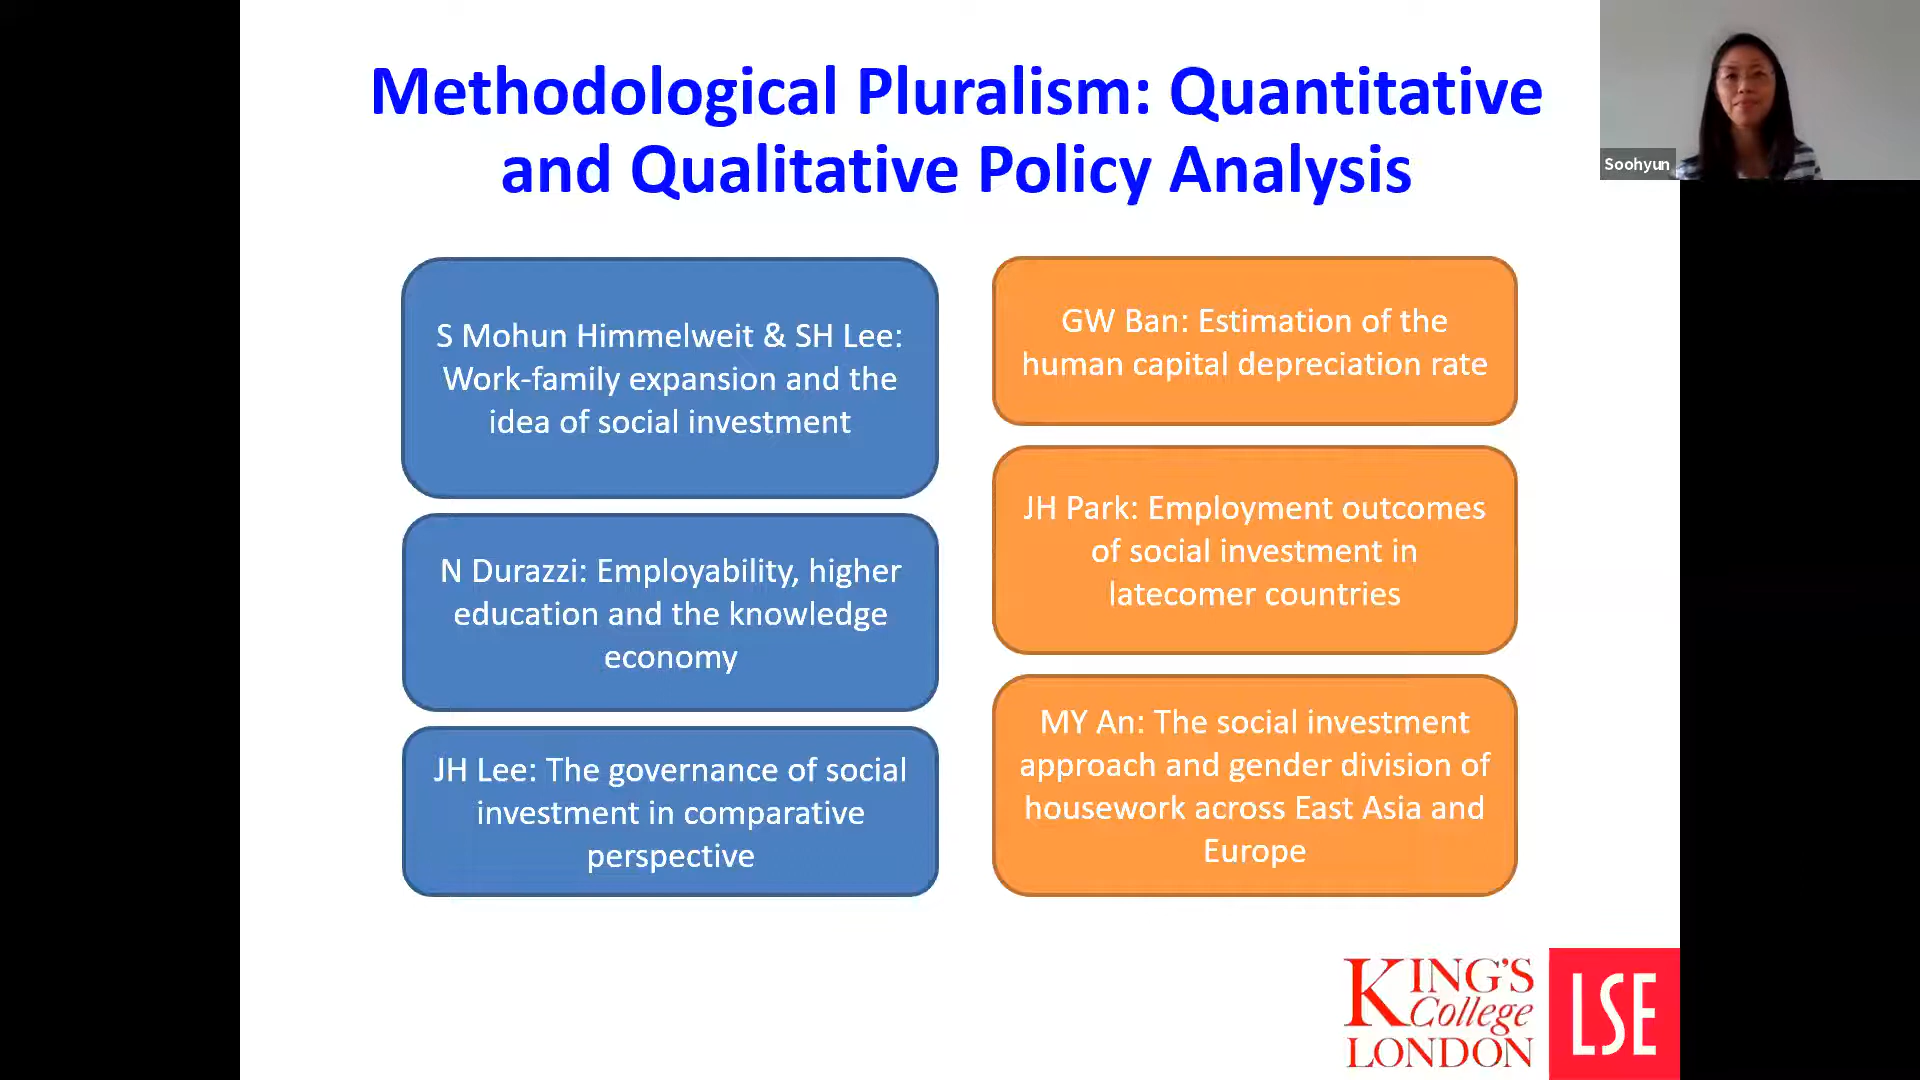 Methodological Pluralism: Quantitative
and Qualitative Policy Analysis
Soohyun
S Mohun Himmelweit & SH Lee:
Work-family expansion and the
idea of social investment
N Durazzi: Employability, higher
education and the knowledge
economy
JH Lee: The governance of social
investment in comparative
perspective
GW Ban: Estimation of the
human capital depreciation rate
JH Park: Employment outcomes
of social investment in
latecomer countries
MY An: The social investment
approach and gender division of
housework across East Asia and
Europe
KING'S
College
LONDON
LSE